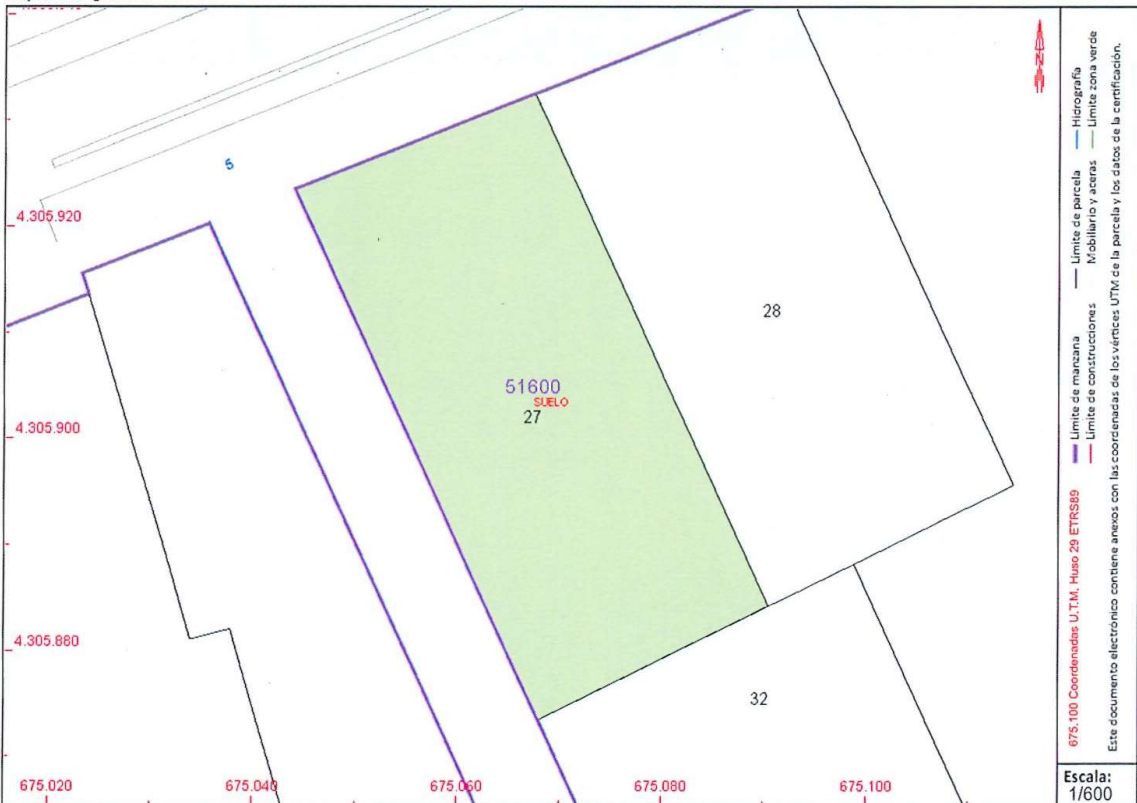 5
4.305.920
28
51600
SUELO
27
4.305.900
4.305.880
32
675.020
675.040
675.060
675.080
675.100
N
675.100 Coordenadas U.T.M. Huso 29 ETRS89
Límite de manzana
Límite de parcela
Hidrografía
Límite de construcciones
Mobiliario y aceras
Límite zona verde
Este documento electrónico contiene anexos con las coordenadas de los vértices UTM de la parcela y los datos de la certificación.
Escala:
1/600